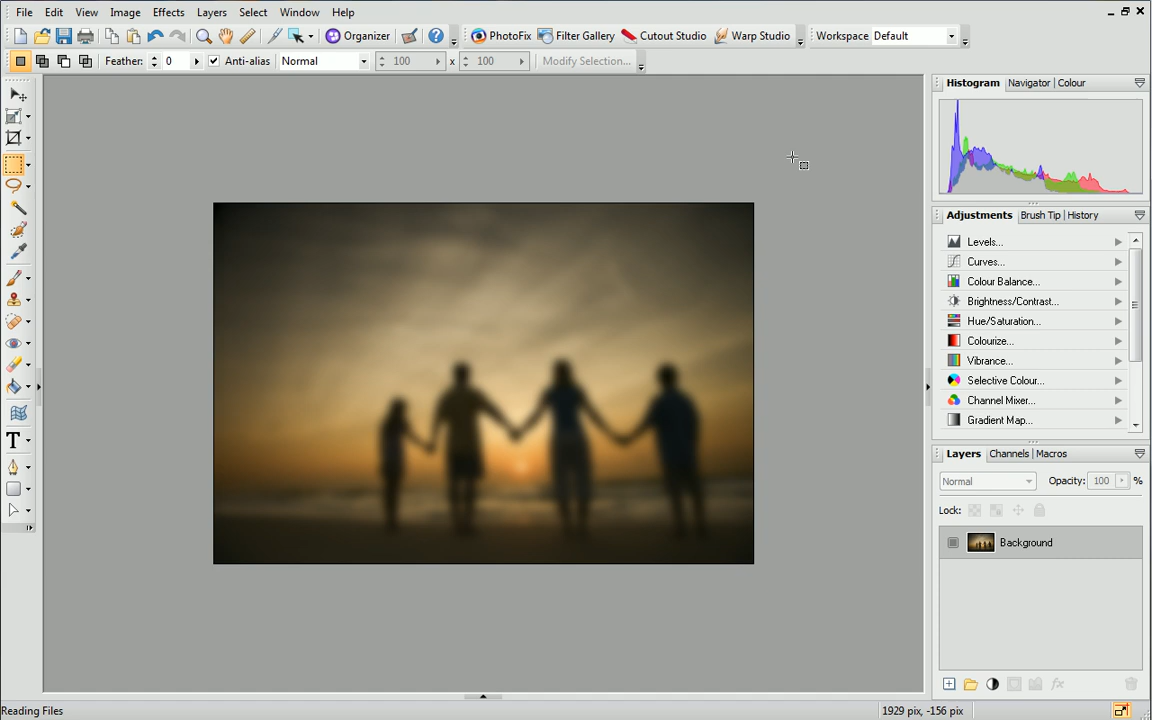 File Edit View Image Effects Layers Select Window Help
Organizer PhotoFix Filter Gallery Cutout Studio Warp Studio Workspace Default
Feather: 0 Anti-alias Normal 100 x 100 Modify Selection...
Histogram Navigator | Colour
Adjustments Brush Tip | History
Levels...
Curves...
Colour Balance...
Brightness/Contrast...
Hue/Saturation...
Colourize...
Vibrance...
Selective Colour...
Channel Mixer...
Gradient Map...
Layers Channels | Macros
Normal Opacity: 100 %
Lock:
Background
Reading Files 1929 pix, -156 pix